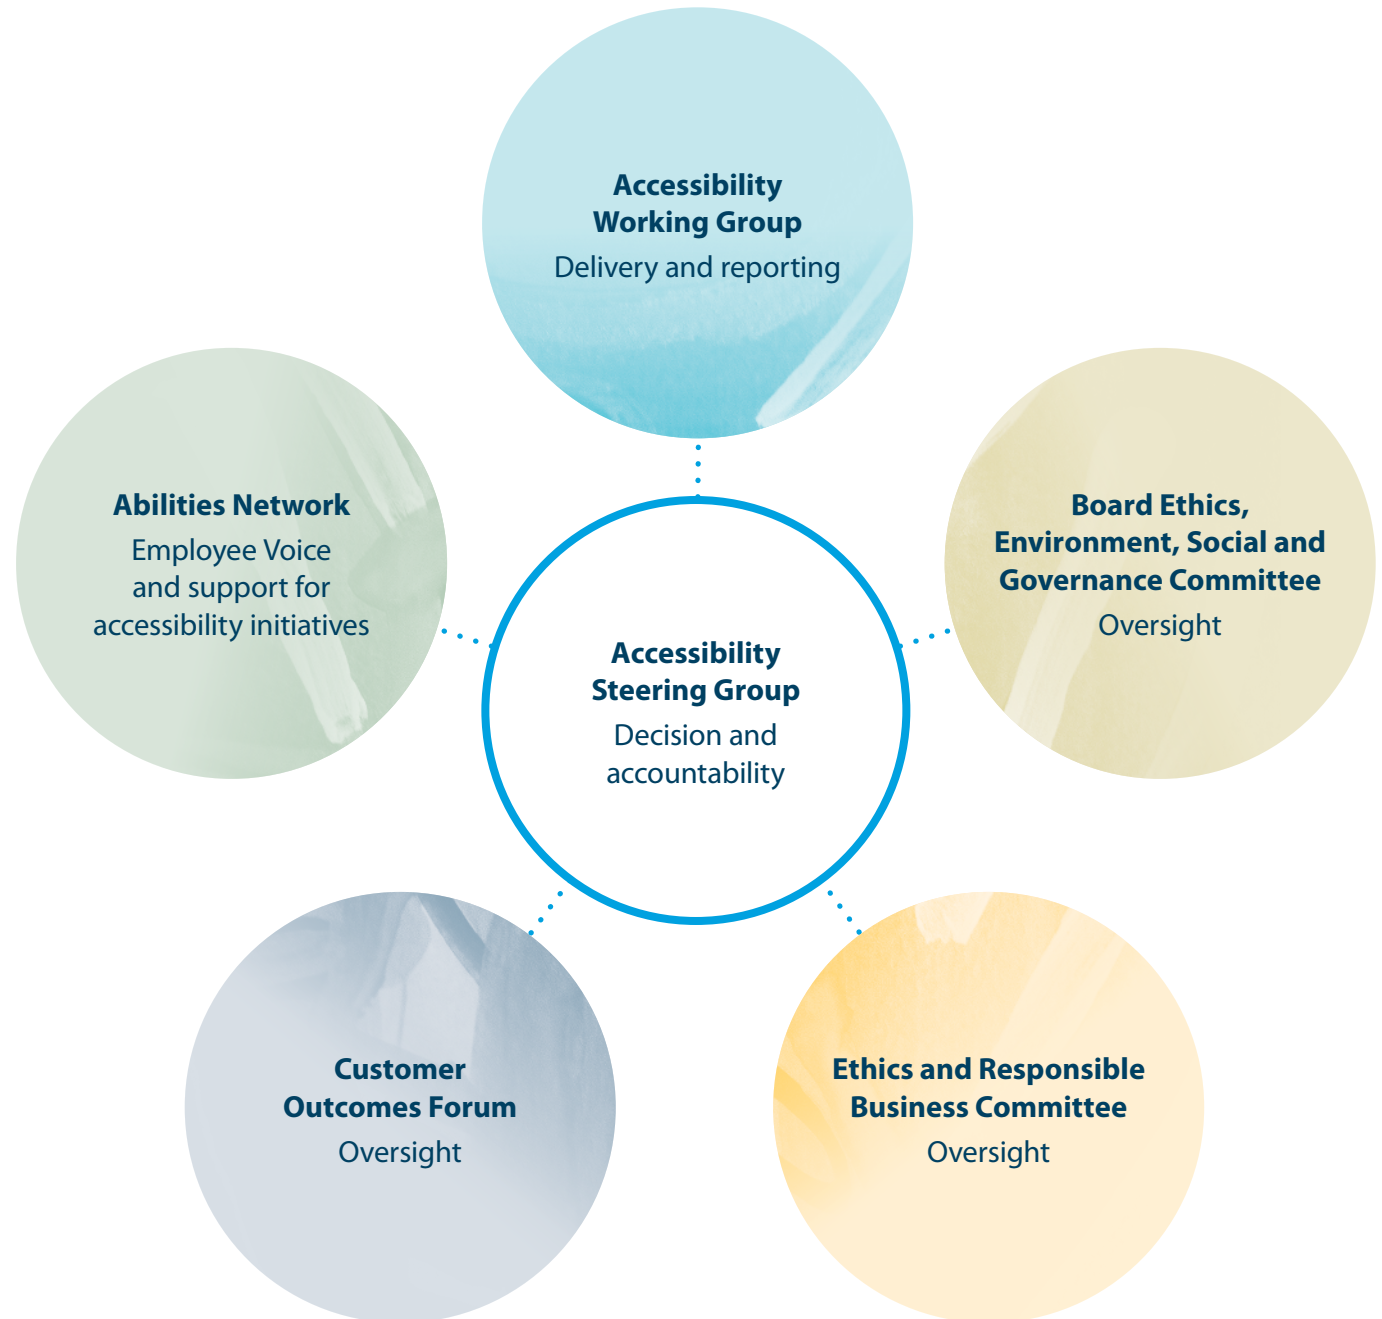 Accessibility
Working Group
Delivery and reporting
Abilities Network
Employee Voice
and support for
accessibility initiatives
Board Ethics,
Environment, Social and
Governance Committee
Oversight
Accessibility
Steering Group
Decision and
accountability
Customer
Outcomes Forum
Oversight
Ethics and Responsible
Business Committee
Oversight